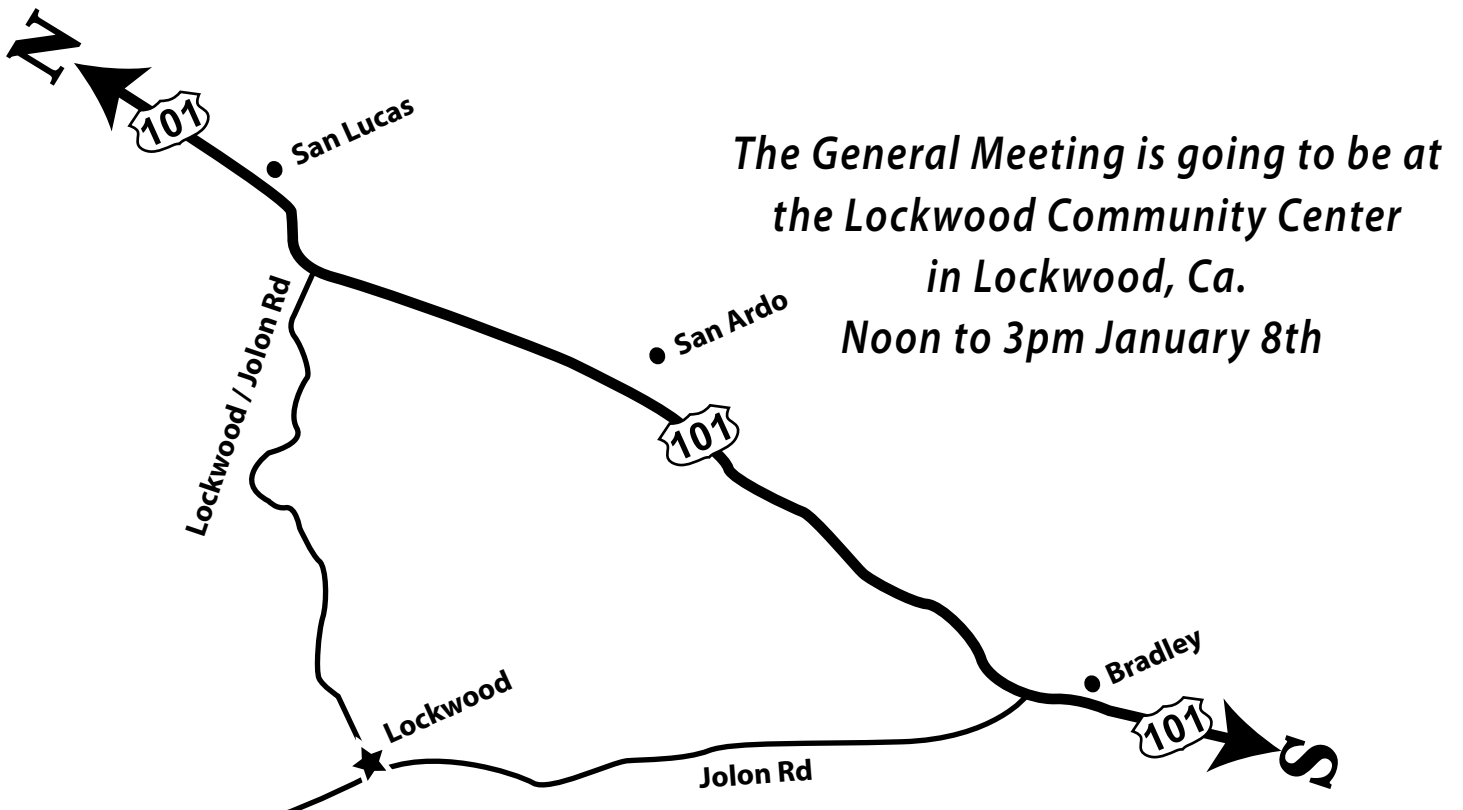 N
101
San Lucas
The General Meeting is going to be at
the Lockwood Community Center
in Lockwood, Ca.
Noon to 3pm January 8th
Lockwood / Jolon Rd
San Ardo
101
Bradley
Lockwood
101
S
Jolon Rd